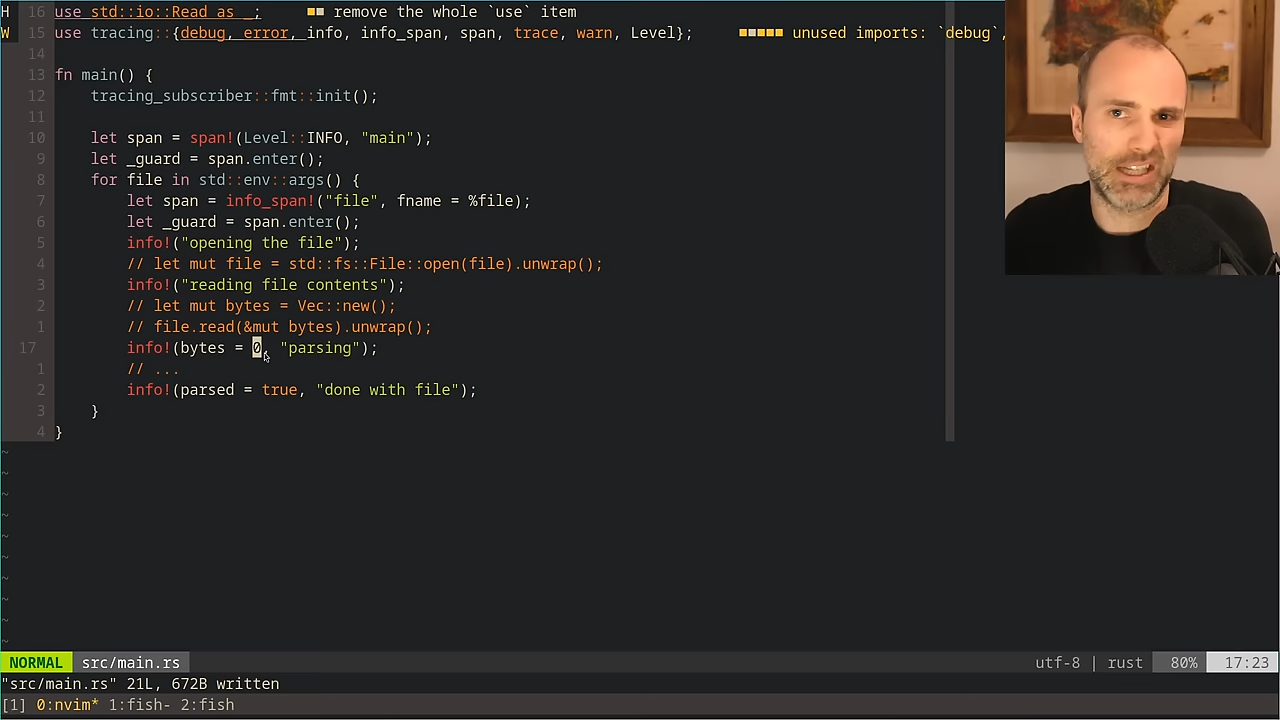 H 16 use std::io::Read as _; ■■ remove the whole `use` item
W 15 use tracing::{debug, error, info, info_span, span, trace, warn, Level}; ■■■■■ unused imports: `debug`,
14
13 fn main() {
12 tracing_subscriber::fmt::init();
11
10 let span = span!(Level::INFO, "main");
9 let _guard = span.enter();
8 for file in std::env::args() {
7 let span = info_span!("file", fname = %file);
6 let _guard = span.enter();
5 info!("opening the file");
4 // let mut file = std::fs::File::open(file).unwrap();
3 info!("reading file contents");
2 // let mut bytes = Vec::new();
1 // file.read(&mut bytes).unwrap();
17 info!(bytes = 0, "parsing");
1 // ...
2 info!(parsed = true, "done with file");
3 }
4 }
~
~
~
~
~
~
~
~
~
~
NORMAL src/main.rs utf-8 | rust 80% 17:23
"src/main.rs" 21L, 672B written
[1] 0:nvim* 1:fish- 2:fish